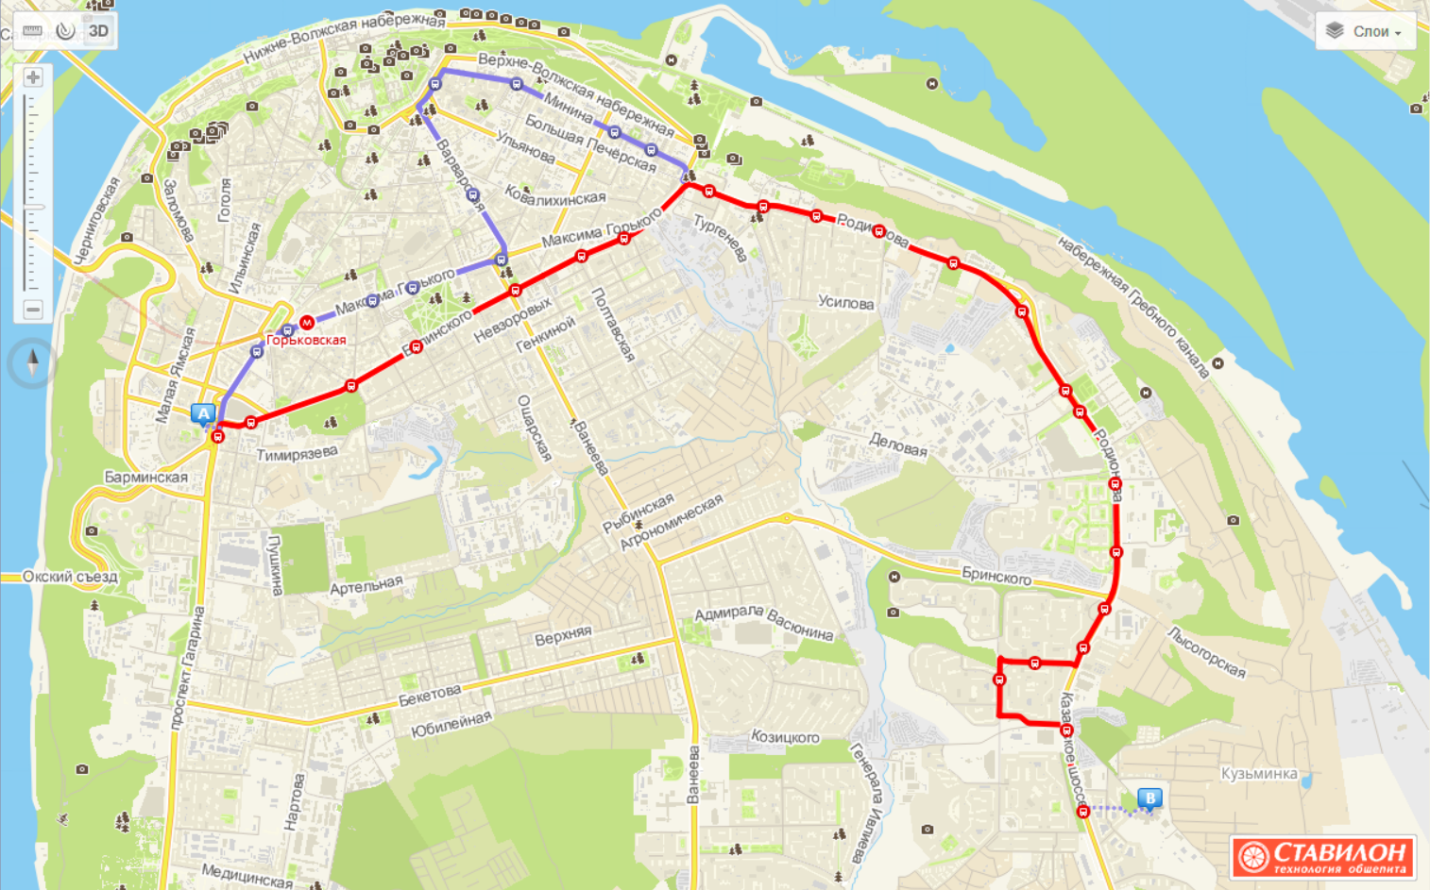 3D
Слои
Нижне-Волжская набережная
Верхне-Волжская набережная
Минина
Большая Печёрская
Ульянова
Варварская
Ковалихинская
Максима Горького
Родионова
Тургенева
набережная Гребного канала
Черниговская
Заломова
Гоголя
Ильинская
Максима Горького
М
Горьковская
Белинского
Невзоровых
Генкиной
Полтавская
Усилова
Малая Ямская
A
Тимирязева
Барминская
Ошарская
Ванеева
Деловая
Родионова
Рыбинская
Агрономическая
Окский съезд
Пушкина
Артельная
Бринского
проспект Гагарина
Верхняя
Адмирала Васюнина
Лысогорская
Бекетова
Юбилейная
Козицкого
Казанское шоссе
Кузьминка
Ванеева
Генерала Ивлиева
Нартова
B
Медицинская
СТАВИЛОН
технология общепита